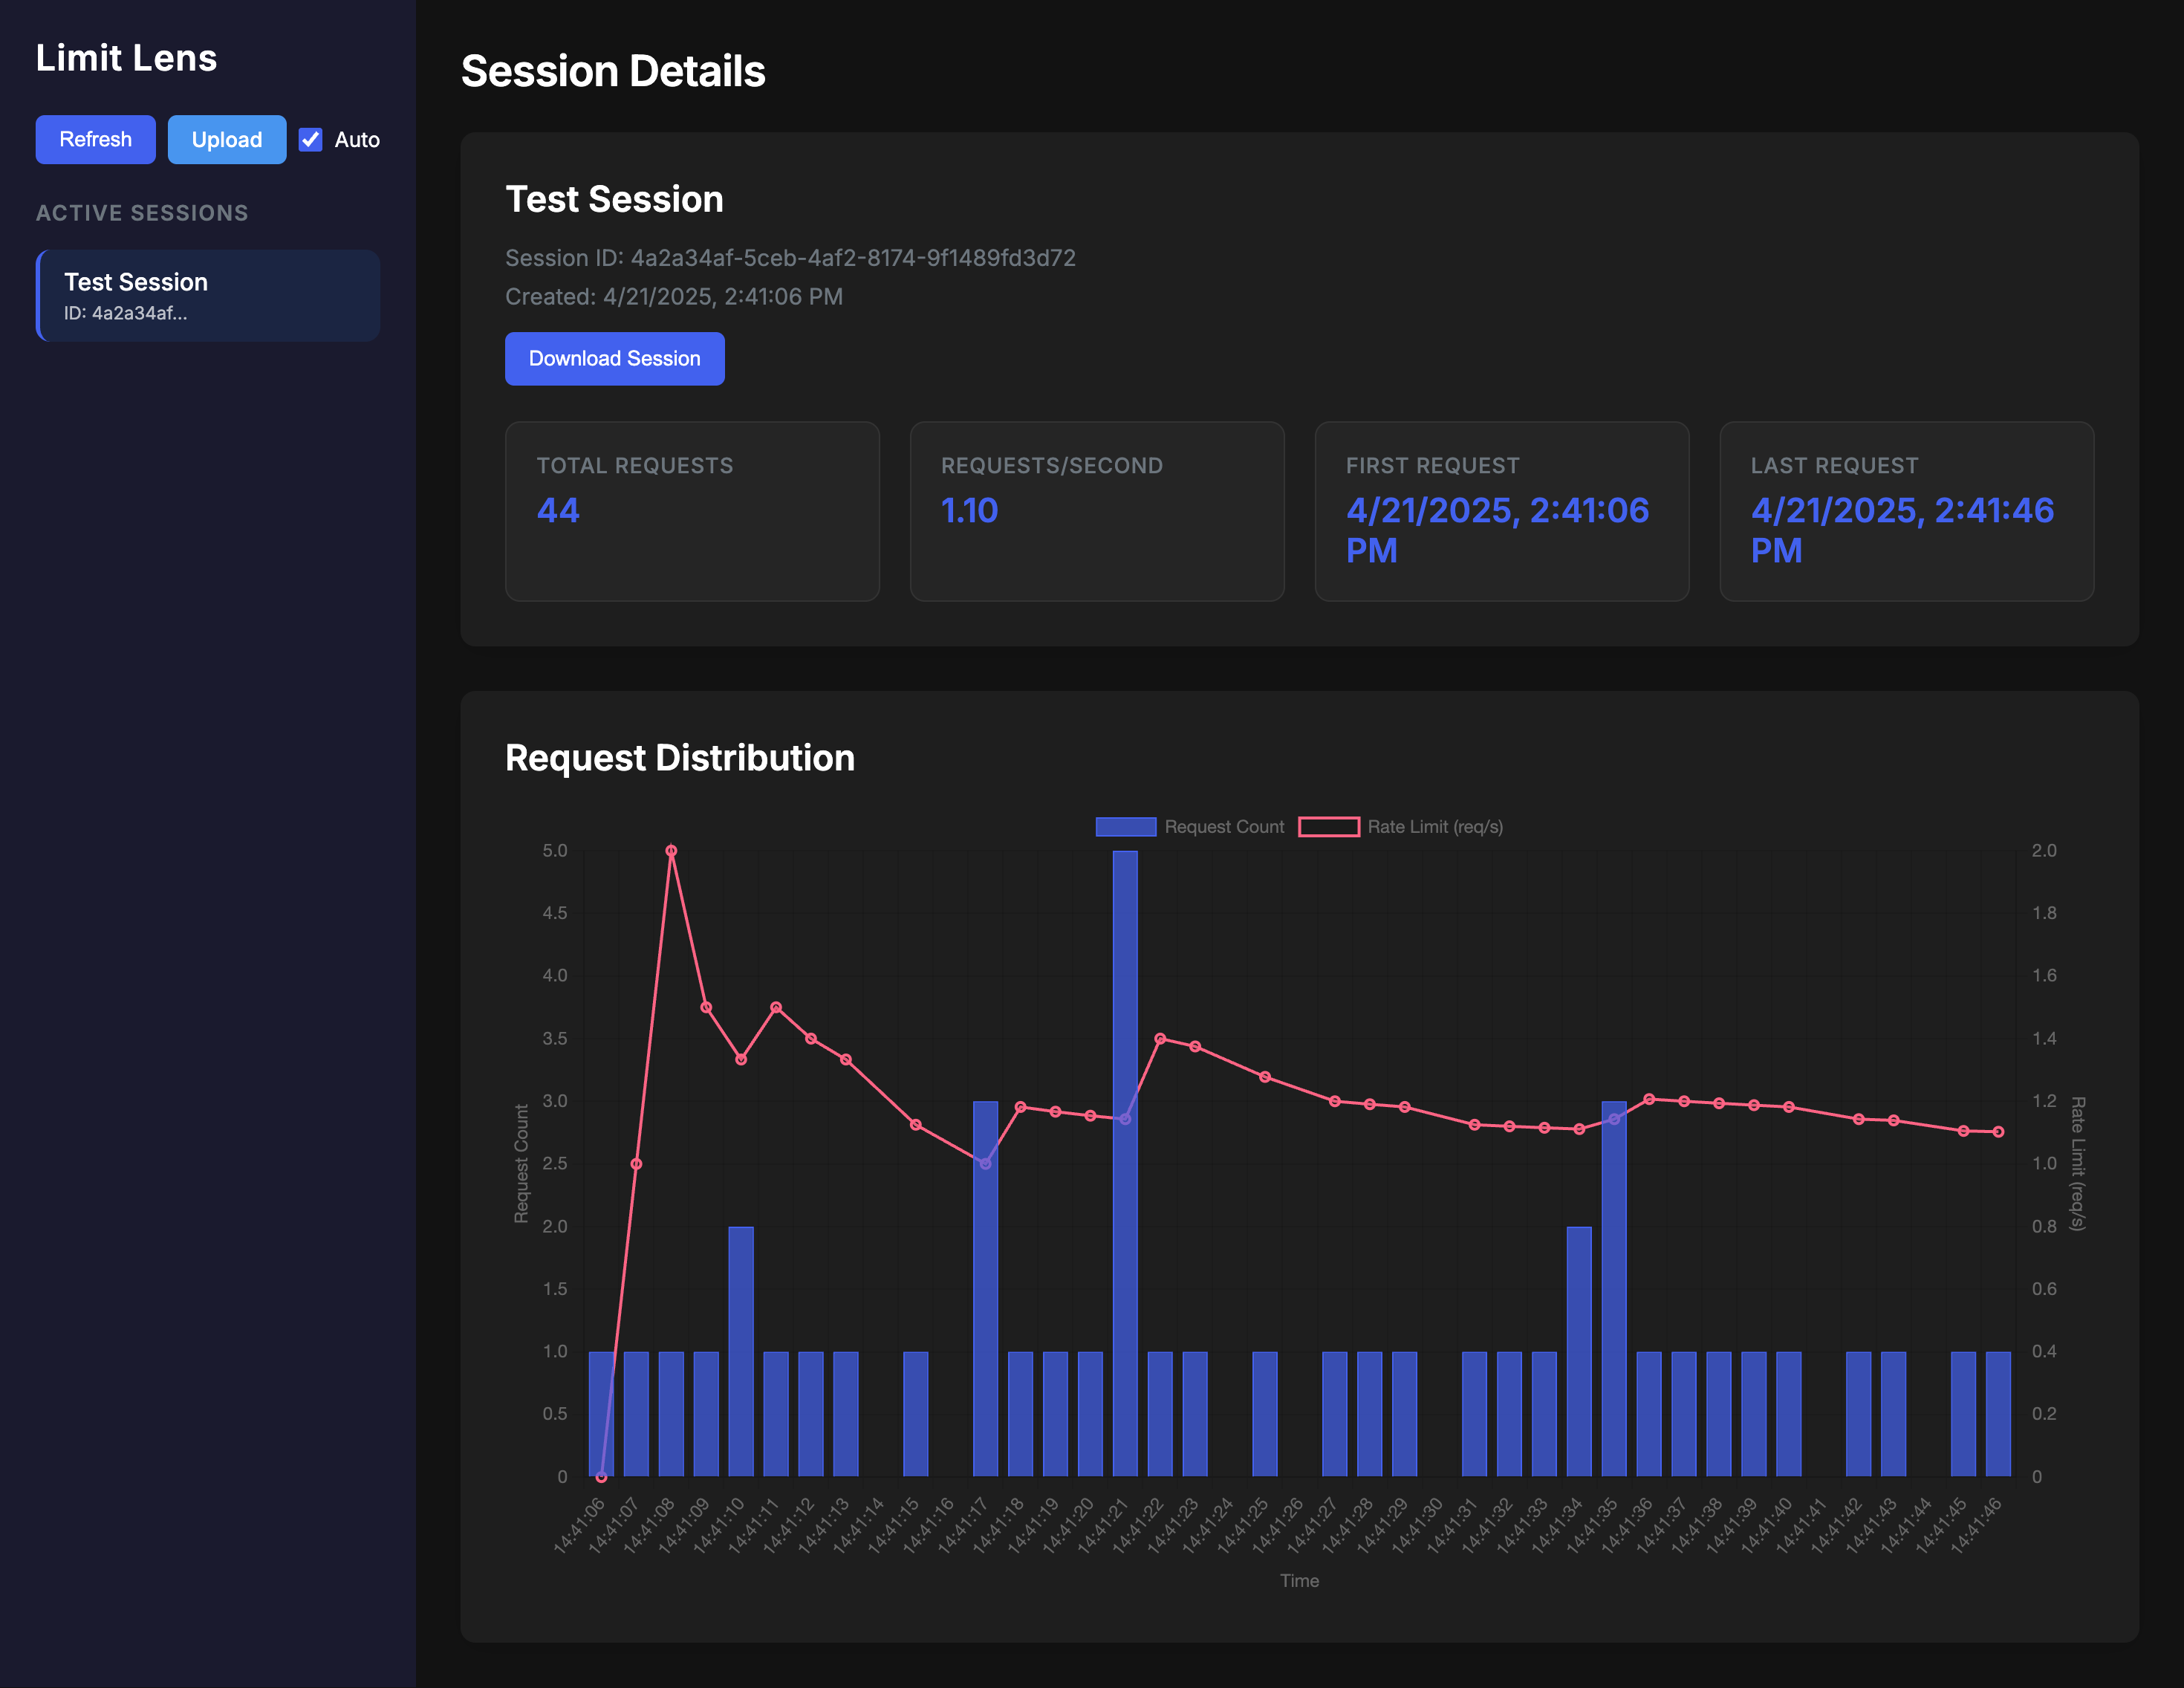 Limit Lens
Refresh
Upload
Auto
ACTIVE SESSIONS
Test Session
ID: 4a2a34af...
Session Details
Test Session
Session ID: 4a2a34af-5ceb-4af2-8174-9f1489fd3d72
Created: 4/21/2025, 2:41:06 PM
Download Session
TOTAL REQUESTS
44
REQUESTS/SECOND
1.10
FIRST REQUEST
4/21/2025, 2:41:06
PM
LAST REQUEST
4/21/2025, 2:41:46
PM
Request Distribution
Request Count
Rate Limit (req/s)
5.0
4.5
4.0
3.5
3.0
2.5
2.0
1.5
1.0
0.5
0
Request Count
2.0
1.8
1.6
1.4
1.2
1.0
0.8
0.6
0.4
0.2
0
Rate Limit (req/s)
14:41:06
14:41:07
14:41:08
14:41:09
14:41:10
14:41:11
14:41:12
14:41:13
14:41:14
14:41:15
14:41:16
14:41:17
14:41:18
14:41:19
14:41:20
14:41:21
14:41:22
14:41:23
14:41:24
14:41:25
14:41:26
14:41:27
14:41:28
14:41:29
14:41:30
14:41:31
14:41:32
14:41:33
14:41:34
14:41:35
14:41:36
14:41:37
14:41:38
14:41:39
14:41:40
14:41:41
14:41:42
14:41:43
14:41:44
14:41:45
14:41:46
Time